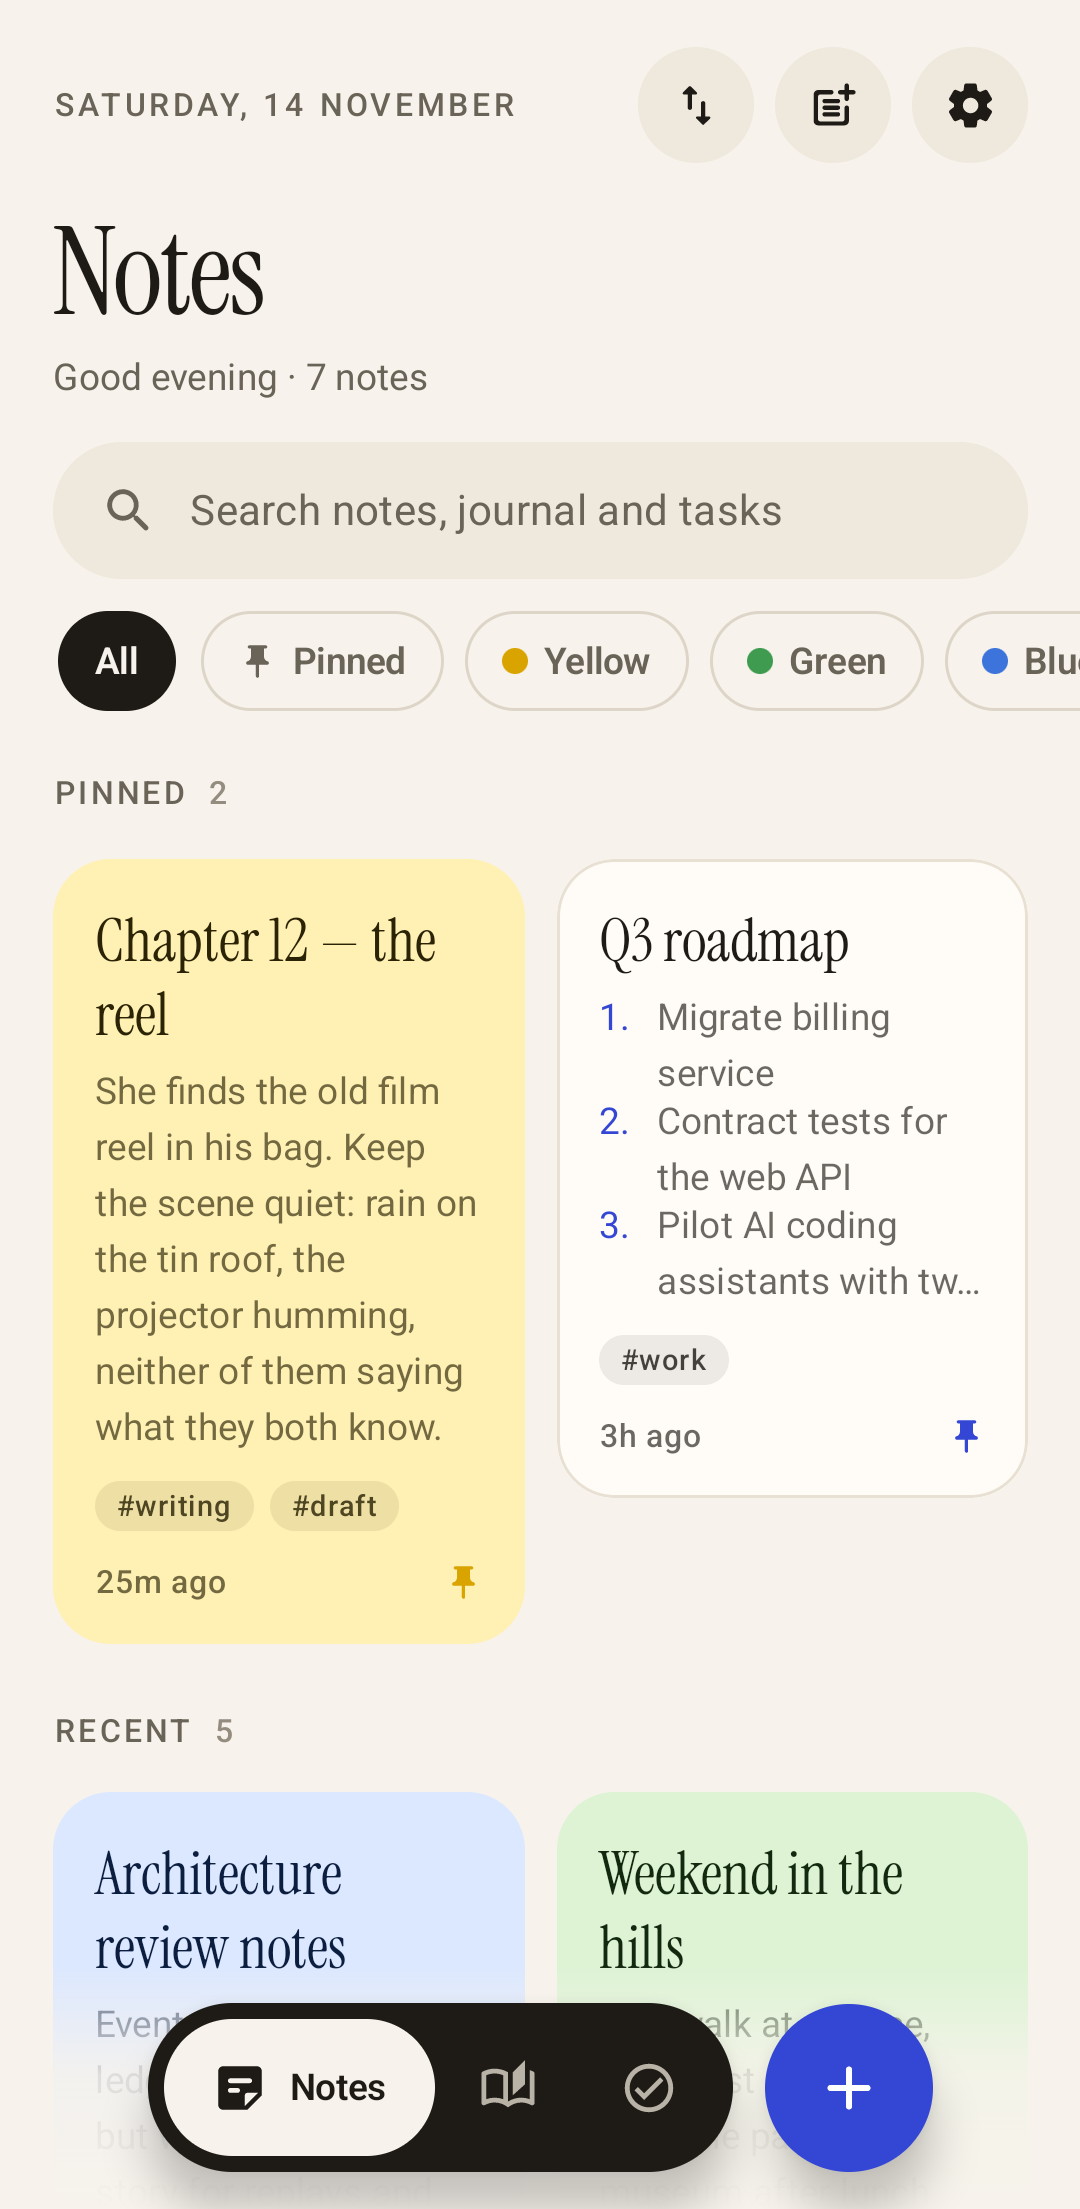 SATURDAY, 14 NOVEMBER
Notes
Good evening · 7 notes
Search notes, journal and tasks
All
Pinned
Yellow
Green
PINNED 2
Chapter 12 — the
reel
She finds the old film
reel in his bag. Keep
the scene quiet: rain on
the tin roof, the
projector humming,
neither of them saying
what they both know.
#writing #draft
25m ago
Q3 roadmap
1. Migrate billing
service
2. Contract tests for
the web API
3. Pilot AI coding
assistants with tw…
#work
3h ago
RECENT 5
Architecture
review notes
but
Weekend in the
hills
Notes